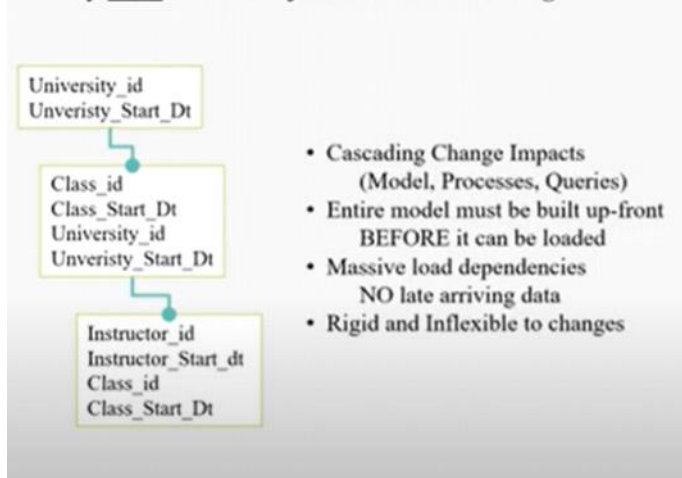 University_id
Unveristy_Start_Dt
Class_id
Class_Start_Dt
University_id
Unveristy_Start_Dt
Instructor_id
Instructor_Start_dt
Class_id
Class_Start_Dt
• Cascading Change Impacts
(Model, Processes, Queries)
• Entire model must be built up-front
BEFORE it can be loaded
• Massive load dependencies
NO late arriving data
• Rigid and Inflexible to changes